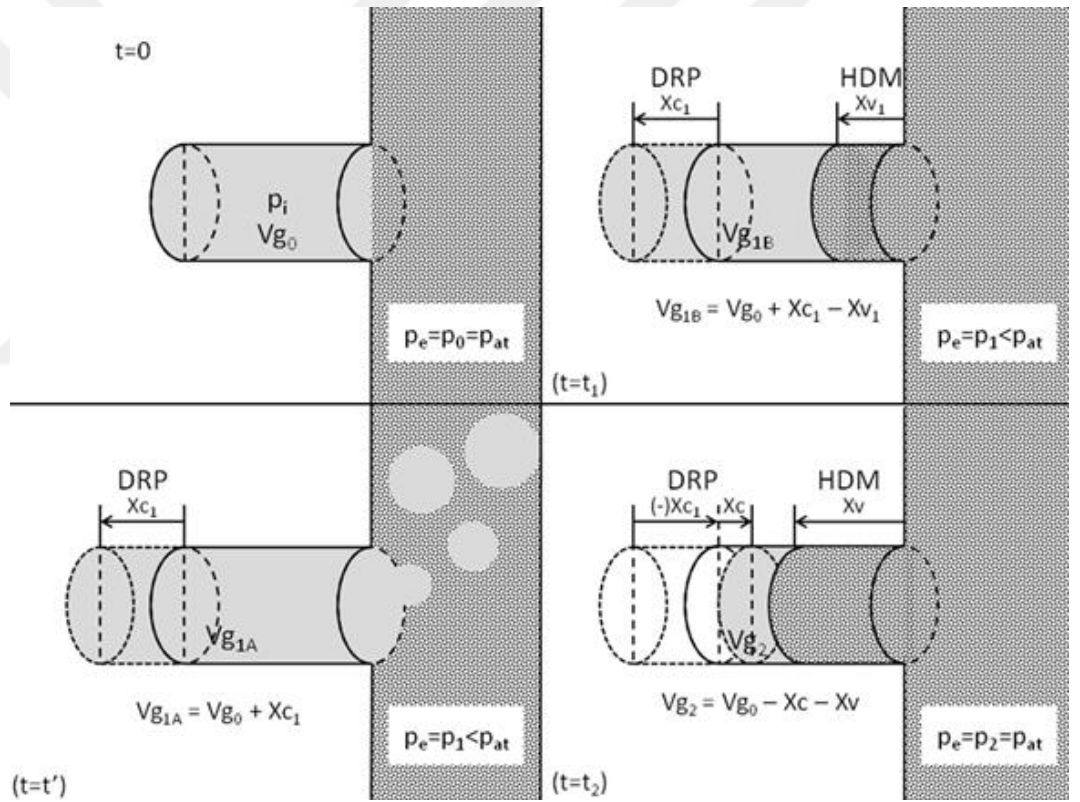 t=0
pᵢ
Vg₀
pₑ=p₀=pₐₜ
DRP
HDM
Xc₁
Xv₁
Vg₁B
Vg₁B = Vg₀ + Xc₁ − Xv₁
pₑ=p₁<pₐₜ
(t=t₁)
DRP
Xc₁
Vg₁A
Vg₁A = Vg₀ + Xc₁
pₑ=p₁<pₐₜ
(t=t’)
DRP
HDM
(-)Xc₁
Xc
Xv
Vg₂
Vg₂ = Vg₀ − Xc − Xv
pₑ=p₂=pₐₜ
(t=t₂)